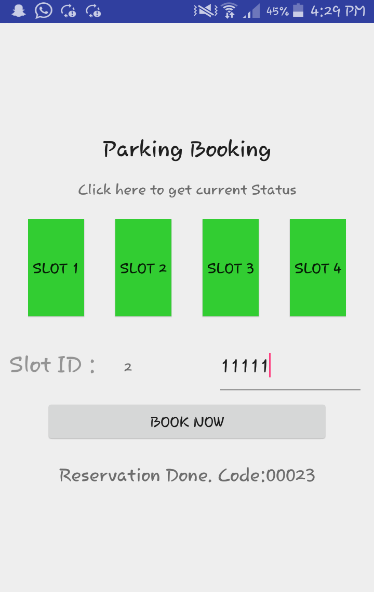 45% 4:29 PM
Parking Booking
Click here to get current Status
SLOT 1 SLOT 2 SLOT 3 SLOT 4
Slot ID : 2 11111
BOOK NOW
Reservation Done. Code:00023